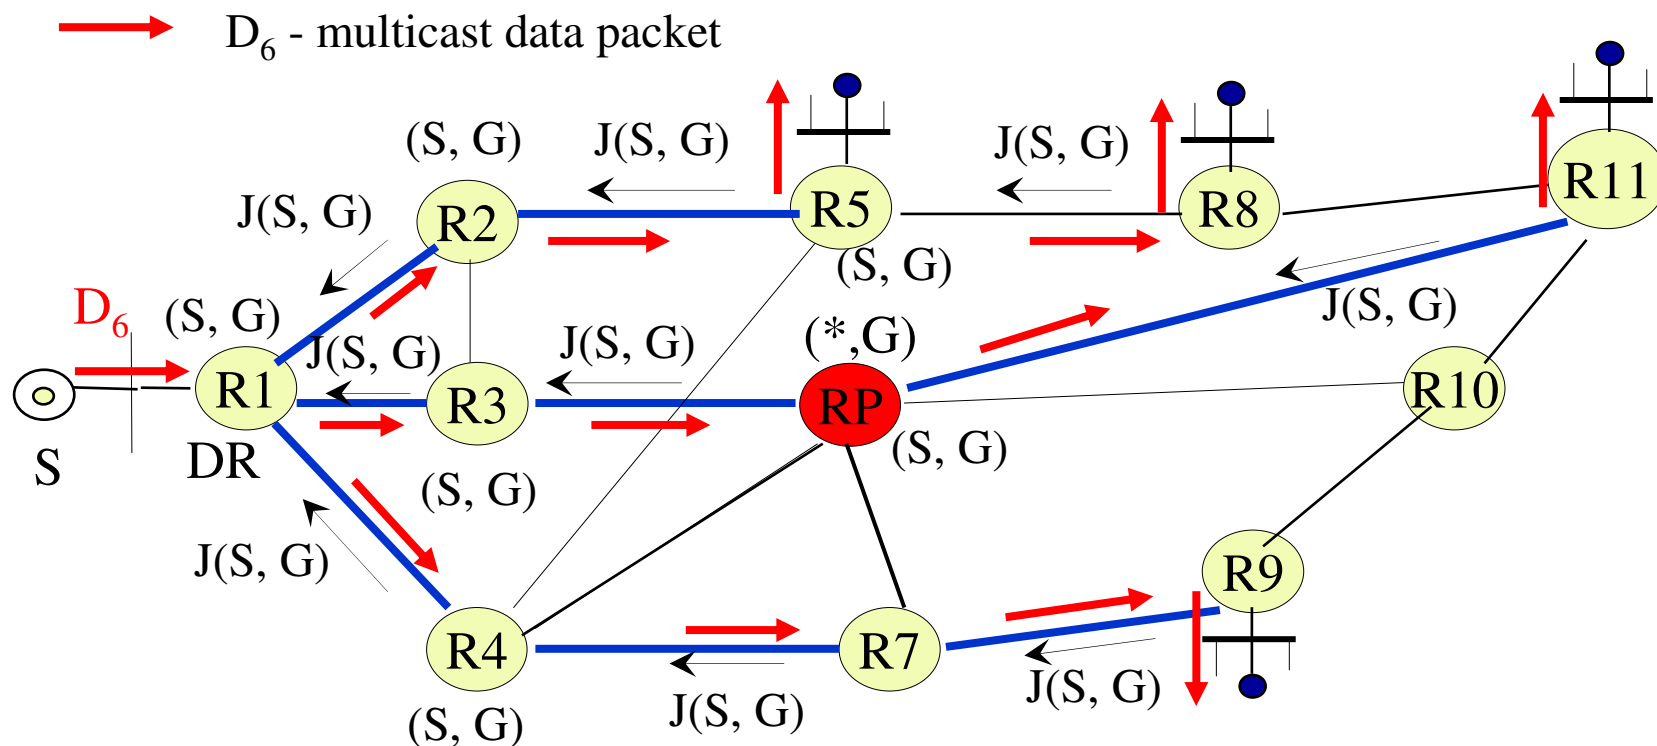 D6 - multicast data packet
(S, G)
J(S, G)
J(S, G)
R11
J(S, G)
R2
R5
R8
(S, G)
D6
(S, G)
J(S, G)
J(S, G)
J(S, G)
(*,G)
R1
R3
RP
R10
S
DR
(S, G)
(S, G)
J(S, G)
R9
R4
R7
J(S, G)
J(S, G)
(S, G)